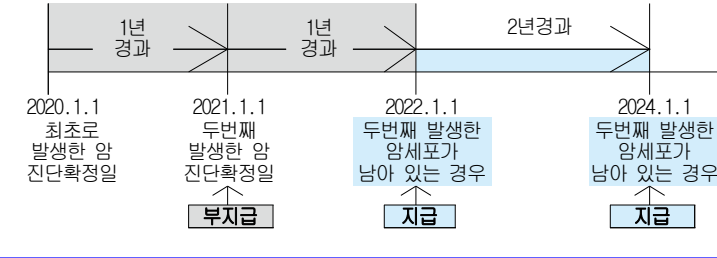 1년
경과
1년
경과
2년경과
2020.1.1
최초로
발생한 암
진단확정일
2021.1.1
두번째
발생한 암
진단확정일
부지급
2022.1.1
두번째 발생한
암세포가
남아 있는 경우
지급
2024.1.1
두번째 발생한
암세포가
남아 있는 경우
지급